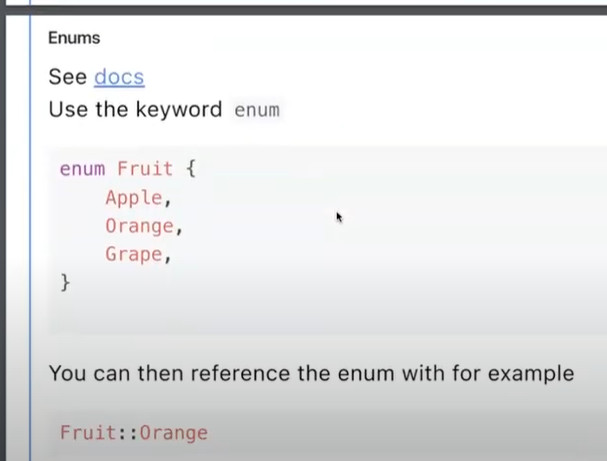 Enums
See docs
Use the keyword enum
enum Fruit {
    Apple,
    Orange,
    Grape,
}
You can then reference the enum with for example
Fruit::Orange